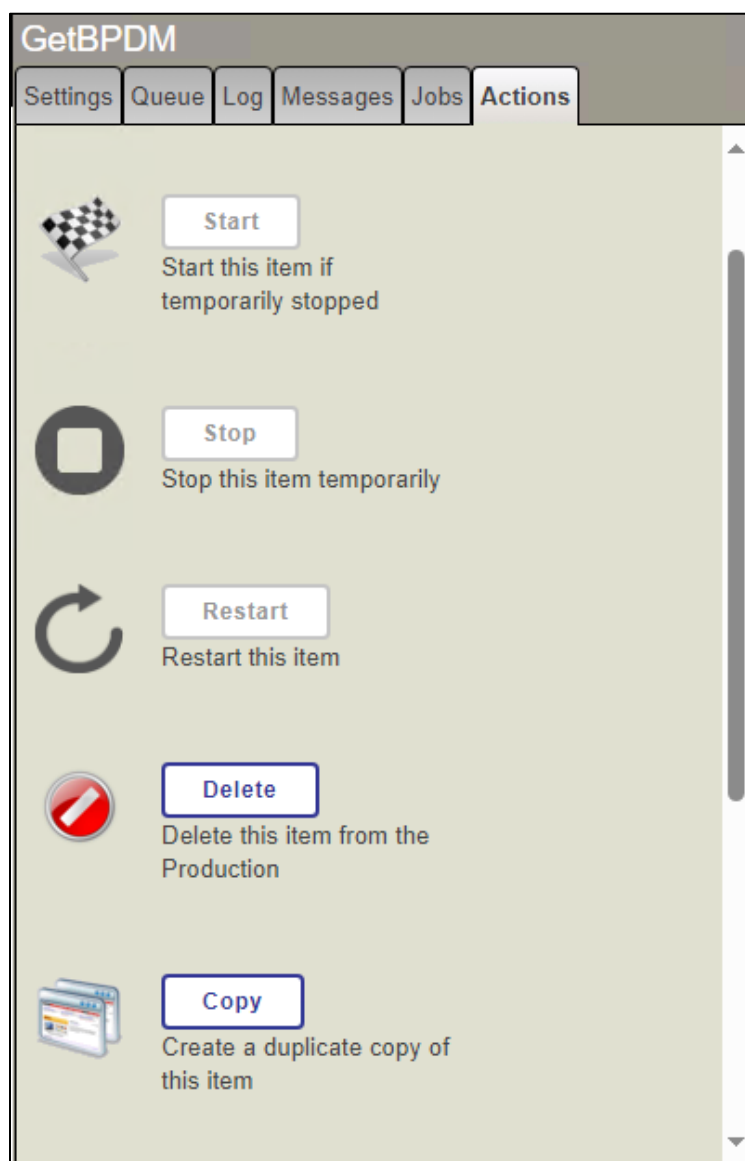 GetBPDM
Settings Queue Log Messages Jobs Actions
Start
Start this item if
temporarily stopped
Stop
Stop this item temporarily
Restart
Restart this item
Delete
Delete this item from the
Production
Copy
Create a duplicate copy of
this item